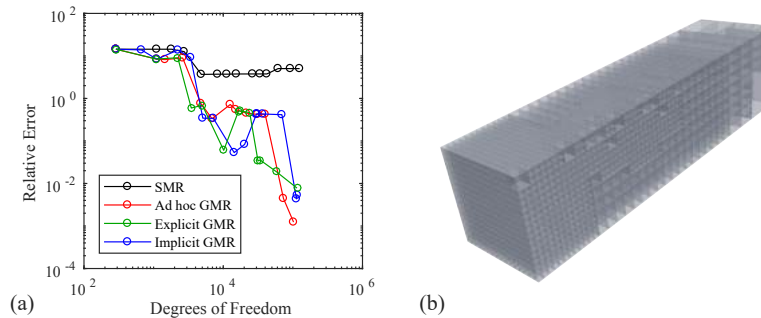 10^2
10^0
10^-2
10^-4
Relative Error
SMR
Ad hoc GMR
Explicit GMR
Implicit GMR
10^2
10^4
10^6
Degrees of Freedom
(a)
(b)